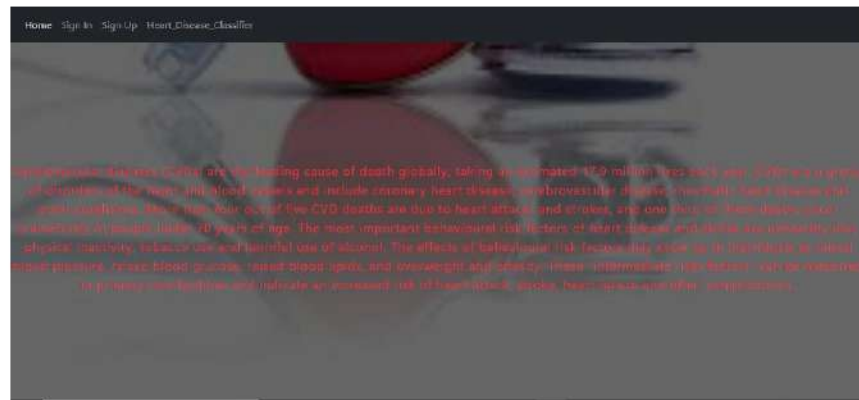 Home Sign In Sign Up Heart_Disease_Classifier
diseases (CVDs) are the leading cause of death globally, taking an estimated 17.9 million lives each year. CVDs are a group
of disorders of the heart and blood vessels and include coronary heart disease, cerebrovascular disease, rheumatic heart disease and
other conditions. More than four out of five CVD deaths are due to heart attacks and strokes, and one third of these deaths occur
prematurely in people under 70 years of age. The most important behavioural risk factors of heart disease and stroke are unhealthy diet,
physical inactivity, tobacco use and harmful use of alcohol. The effects of behavioural risk factors may show up in individuals as raised
blood pressure, raised blood glucose, raised blood lipids, and overweight and obesity. These "intermediate risk factors" can be measured
in primary care facilities and indicate an increased risk of heart attack, stroke, heart failure and other complications.